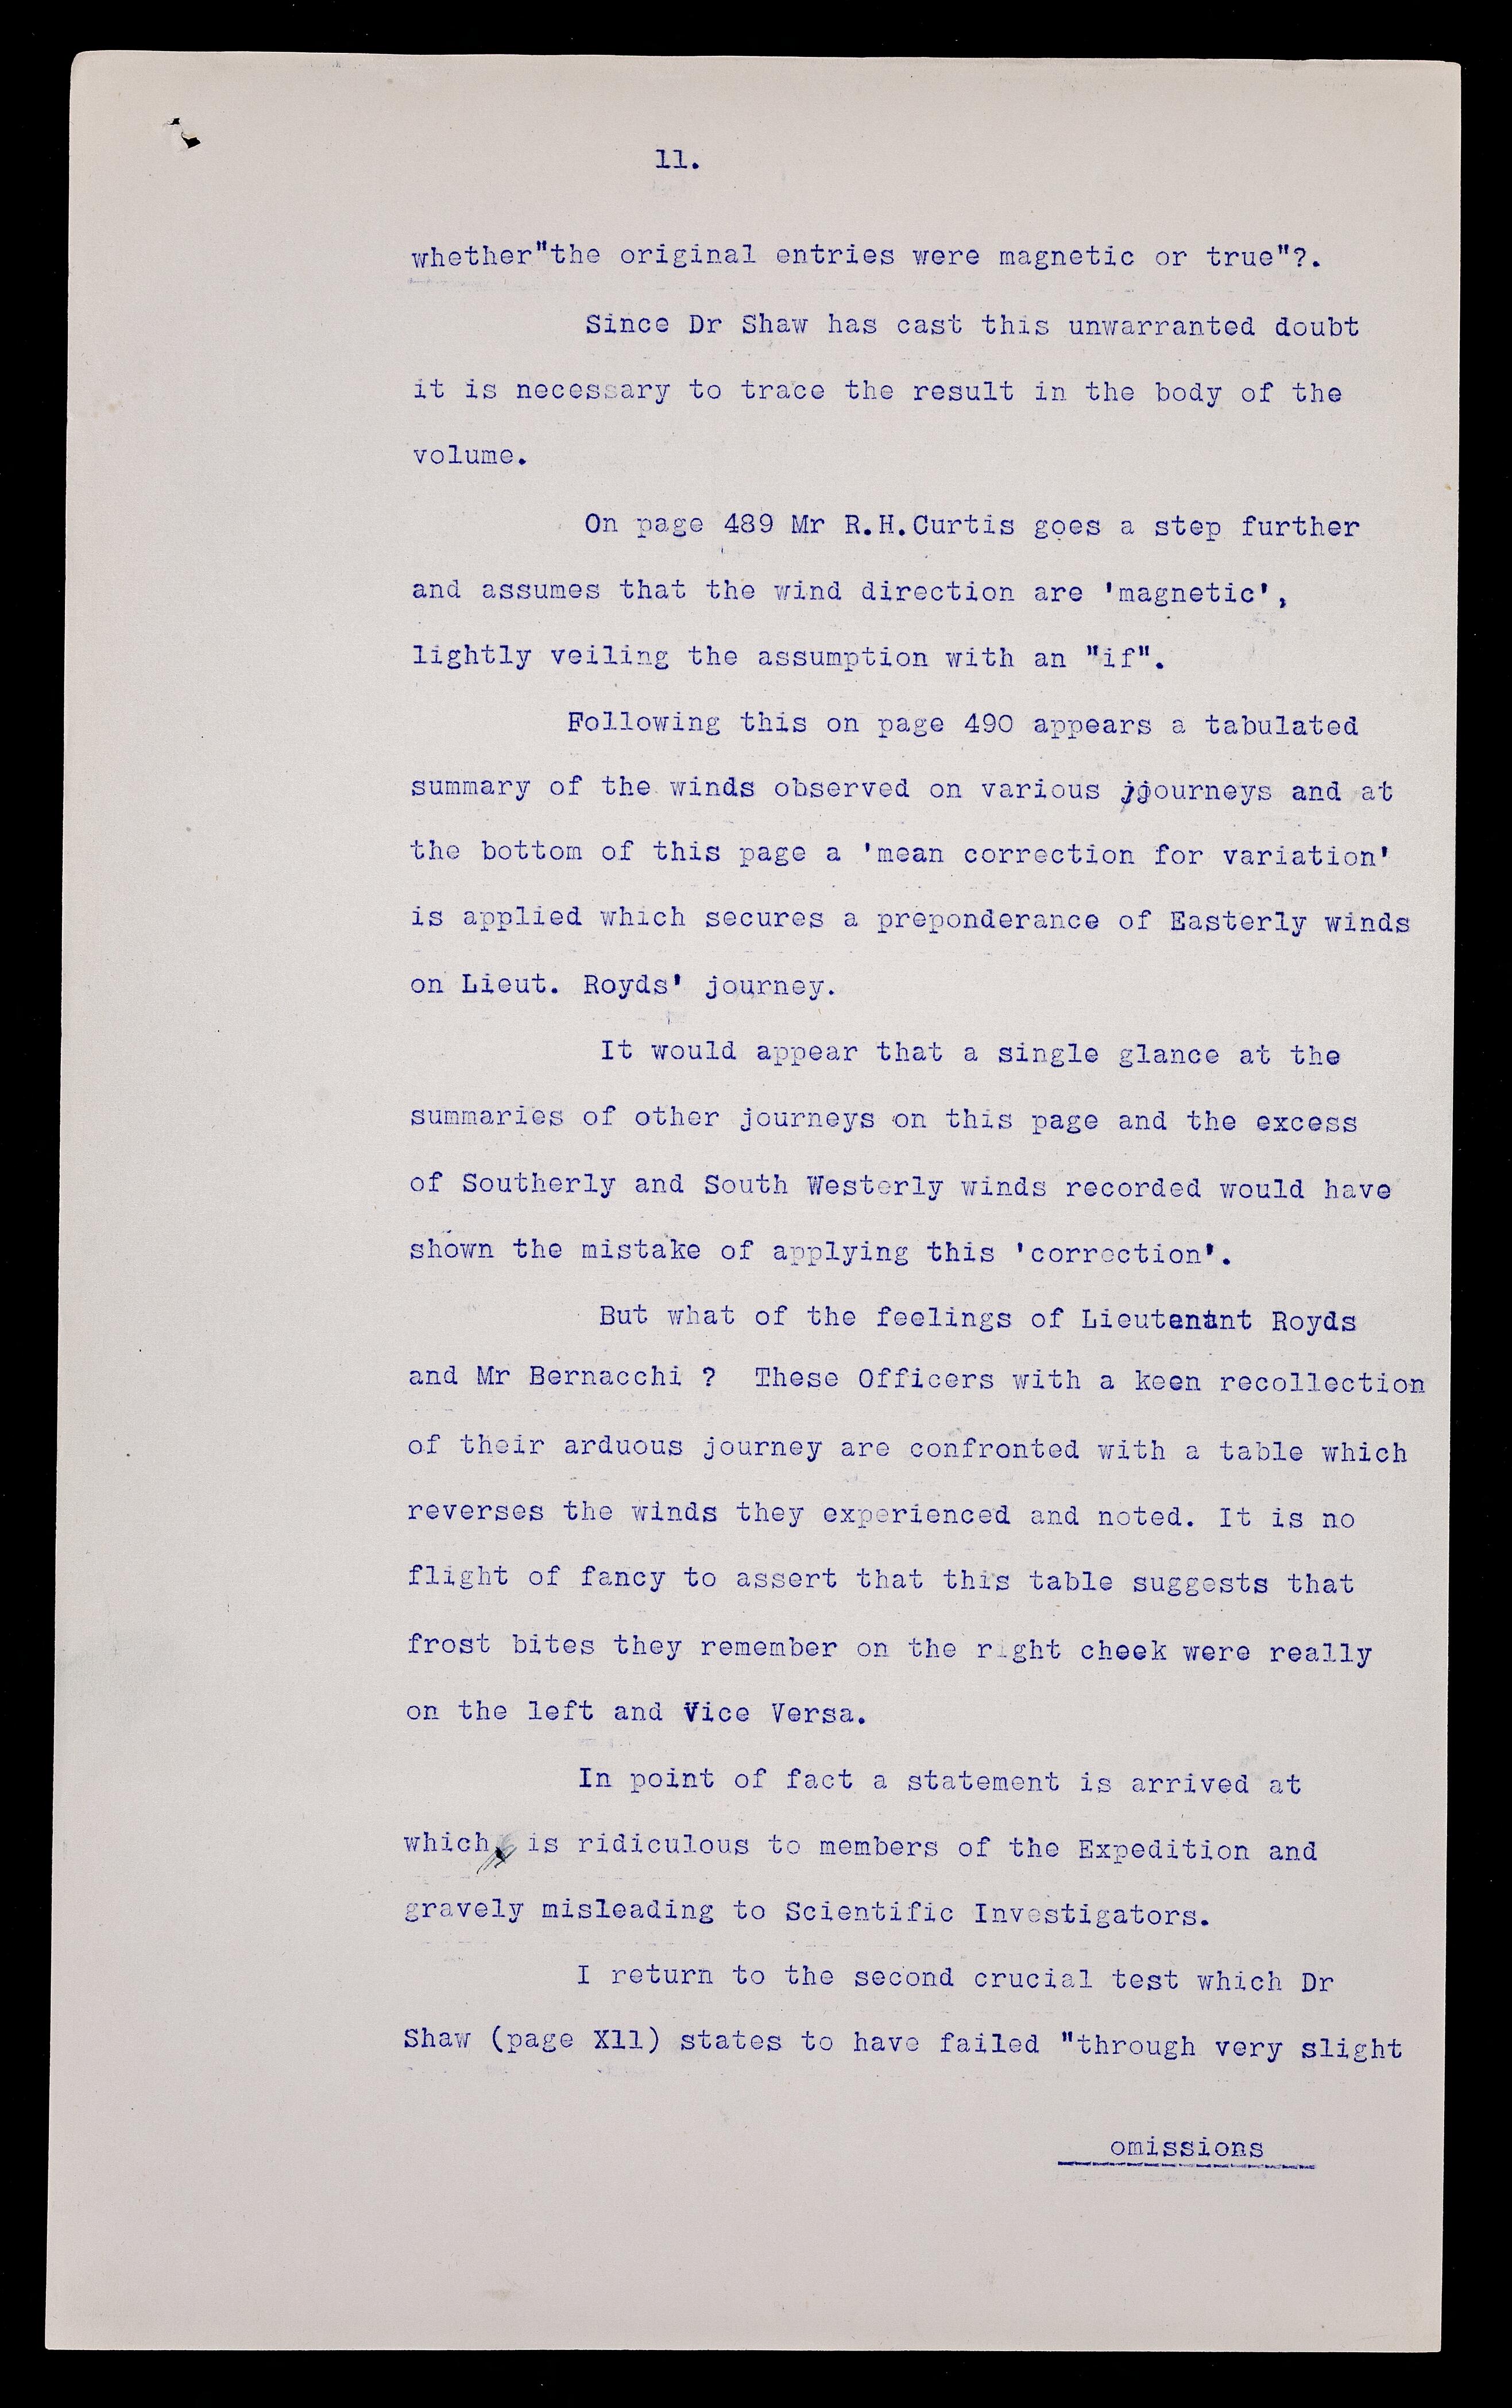 11.
whether"the original entries were magnetic or true"?.
Since Dr Shaw has cast this unwarranted doubt
it is necessary to trace the result in the body of the
volume.
On page 489 Mr R.H.Curtis goes a step further
and assumes that the wind direction are 'magnetic',
lightly veiling the assumption with an "if".
Following this on page 490 appears a tabulated
summary of the winds observed on various jjourneys and at
the bottom of this page a 'mean correction for variation'
is applied which secures a preponderance of Easterly winds
on Lieut. Royds' journey.
It would appear that a single glance at the
summaries of other journeys on this page and the excess
of Southerly and South Westerly winds recorded would have
shown the mistake of applying this 'correction'.
But what of the feelings of Lieutenant Royds
and Mr Bernacchi ? These Officers with a keen recollection
of their arduous journey are confronted with a table which
reverses the winds they experienced and noted. It is no
flight of fancy to assert that this table suggests that
frost bites they remember on the right cheek were really
on the left and Vice Versa.
In point of fact a statement is arrived at
which is ridiculous to members of the Expedition and
gravely misleading to Scientific Investigators.
I return to the second crucial test which Dr
Shaw (page X11) states to have failed "through very slight
omissions